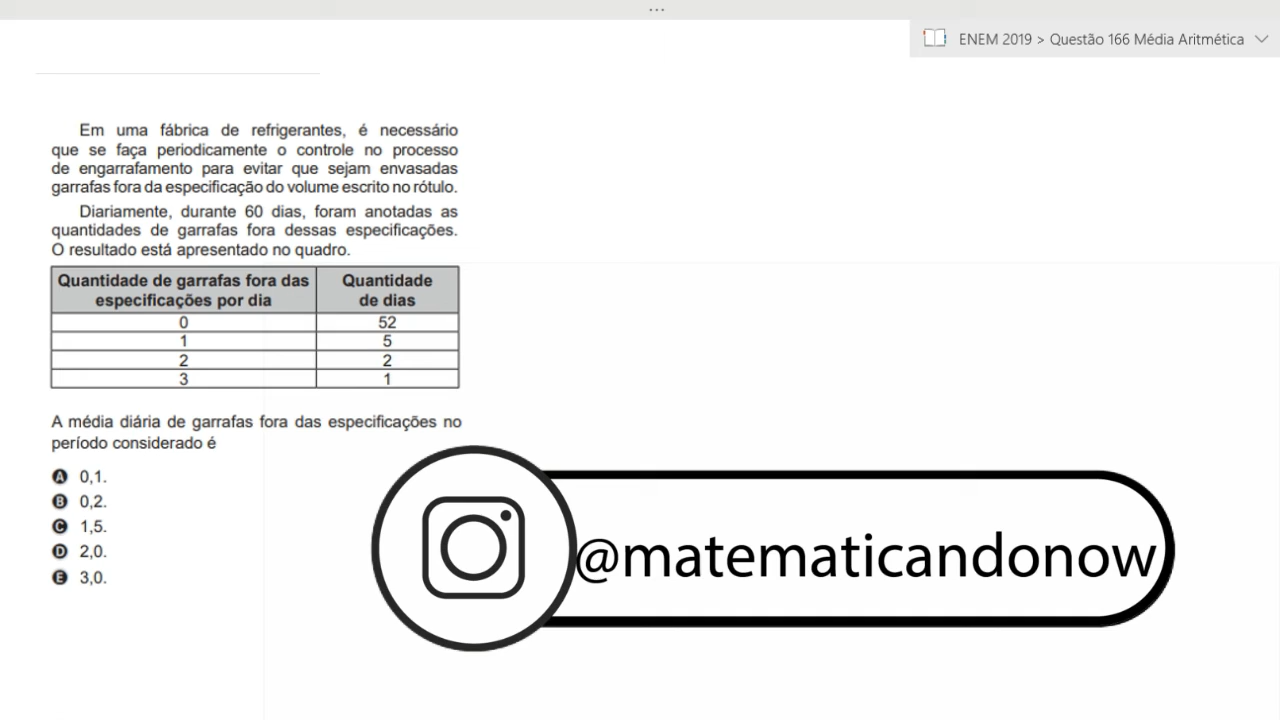 ...
ENEM 2019 > Questão 166 Média Aritmética
Em uma fábrica de refrigerantes, é necessário
que se faça periodicamente o controle no processo
de engarrafamento para evitar que sejam envasadas
garrafas fora da especificação do volume escrito no rótulo.
Diariamente, durante 60 dias, foram anotadas as
quantidades de garrafas fora dessas especificações.
O resultado está apresentado no quadro.
Quantidade de garrafas fora das especificações por dia
Quantidade de dias
0 52
1 5
2 2
3 1
A média diária de garrafas fora das especificações no
período considerado é
A 0,1.
B 0,2.
C 1,5.
D 2,0.
E 3,0.
@matematicandonow